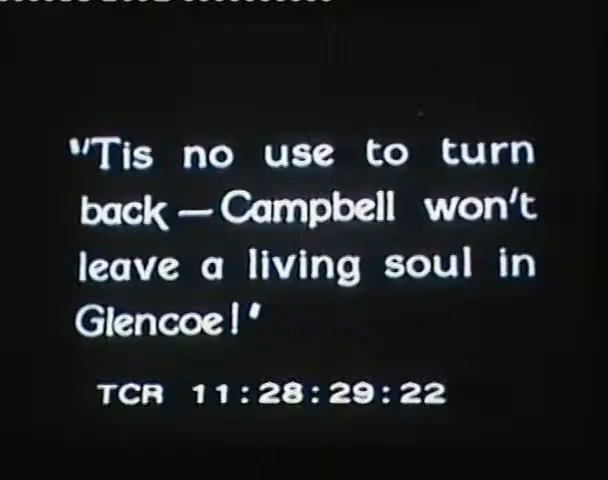 "'Tis no use to turn
back — Campbell won't
leave a living soul in
Glencoe!'
TCR 11:28:29:22